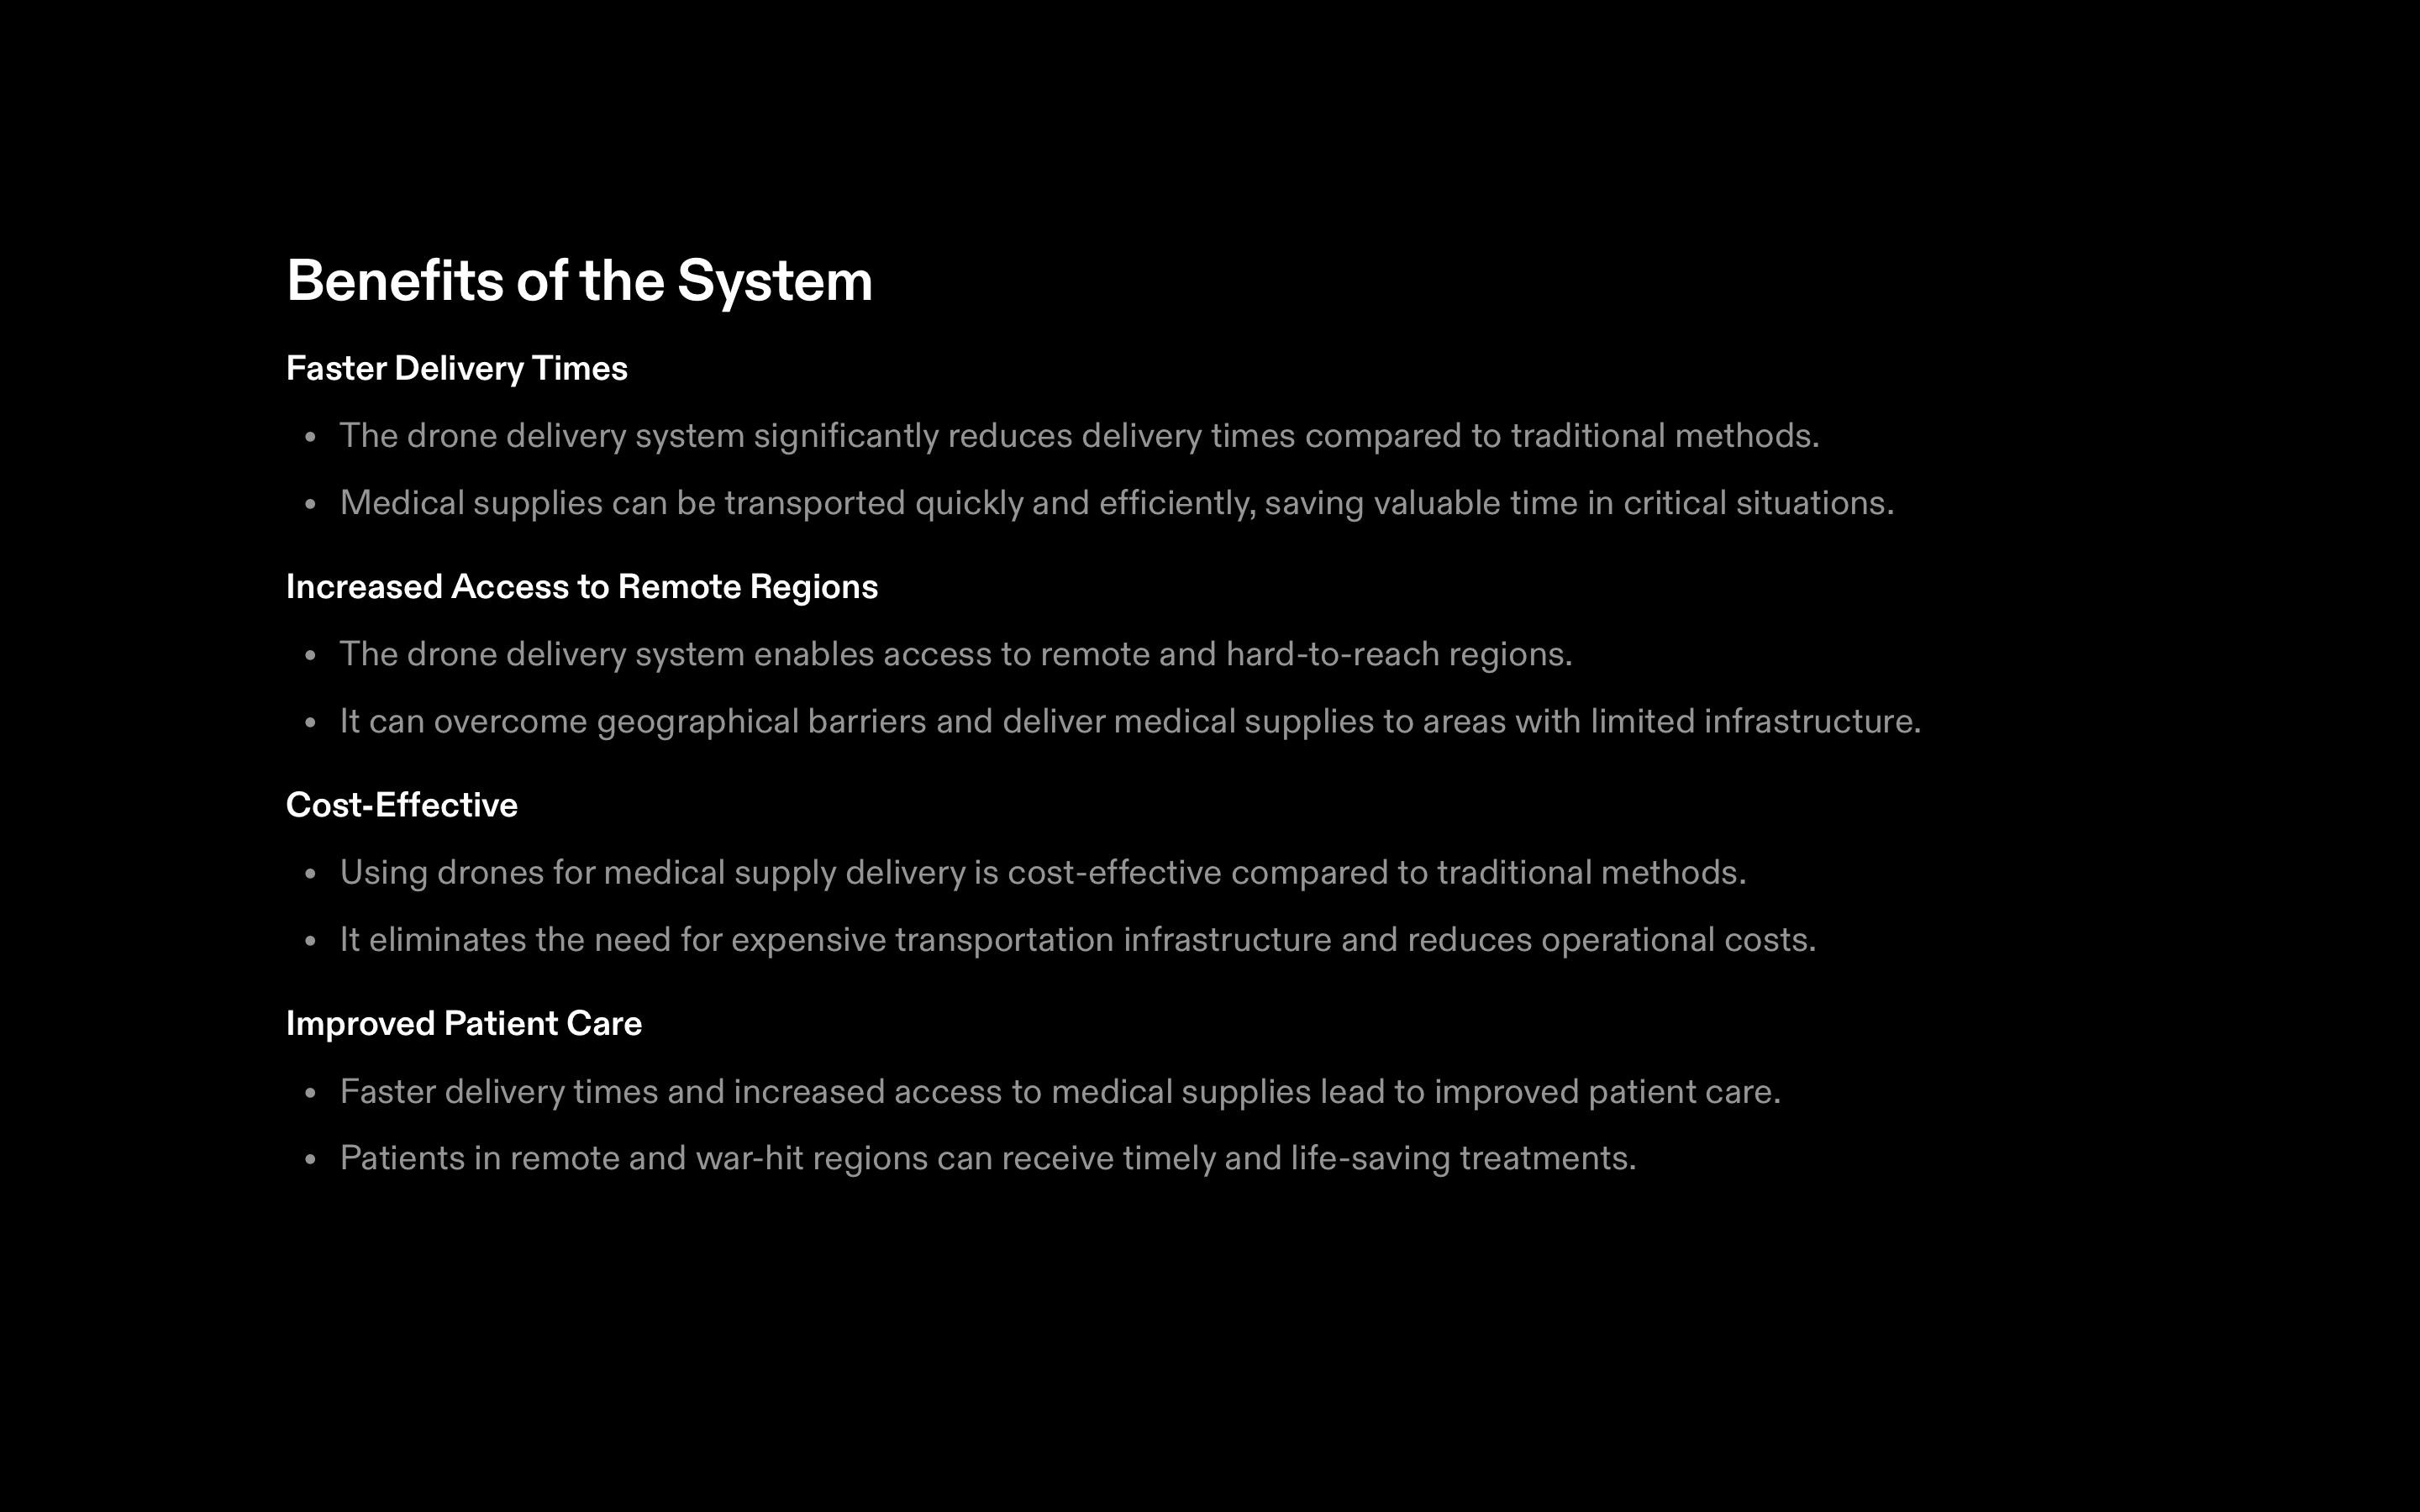 Benefits of the System
Faster Delivery Times
• The drone delivery system significantly reduces delivery times compared to traditional methods.
• Medical supplies can be transported quickly and efficiently, saving valuable time in critical situations.
Increased Access to Remote Regions
• The drone delivery system enables access to remote and hard-to-reach regions.
• It can overcome geographical barriers and deliver medical supplies to areas with limited infrastructure.
Cost-Effective
• Using drones for medical supply delivery is cost-effective compared to traditional methods.
• It eliminates the need for expensive transportation infrastructure and reduces operational costs.
Improved Patient Care
• Faster delivery times and increased access to medical supplies lead to improved patient care.
• Patients in remote and war-hit regions can receive timely and life-saving treatments.